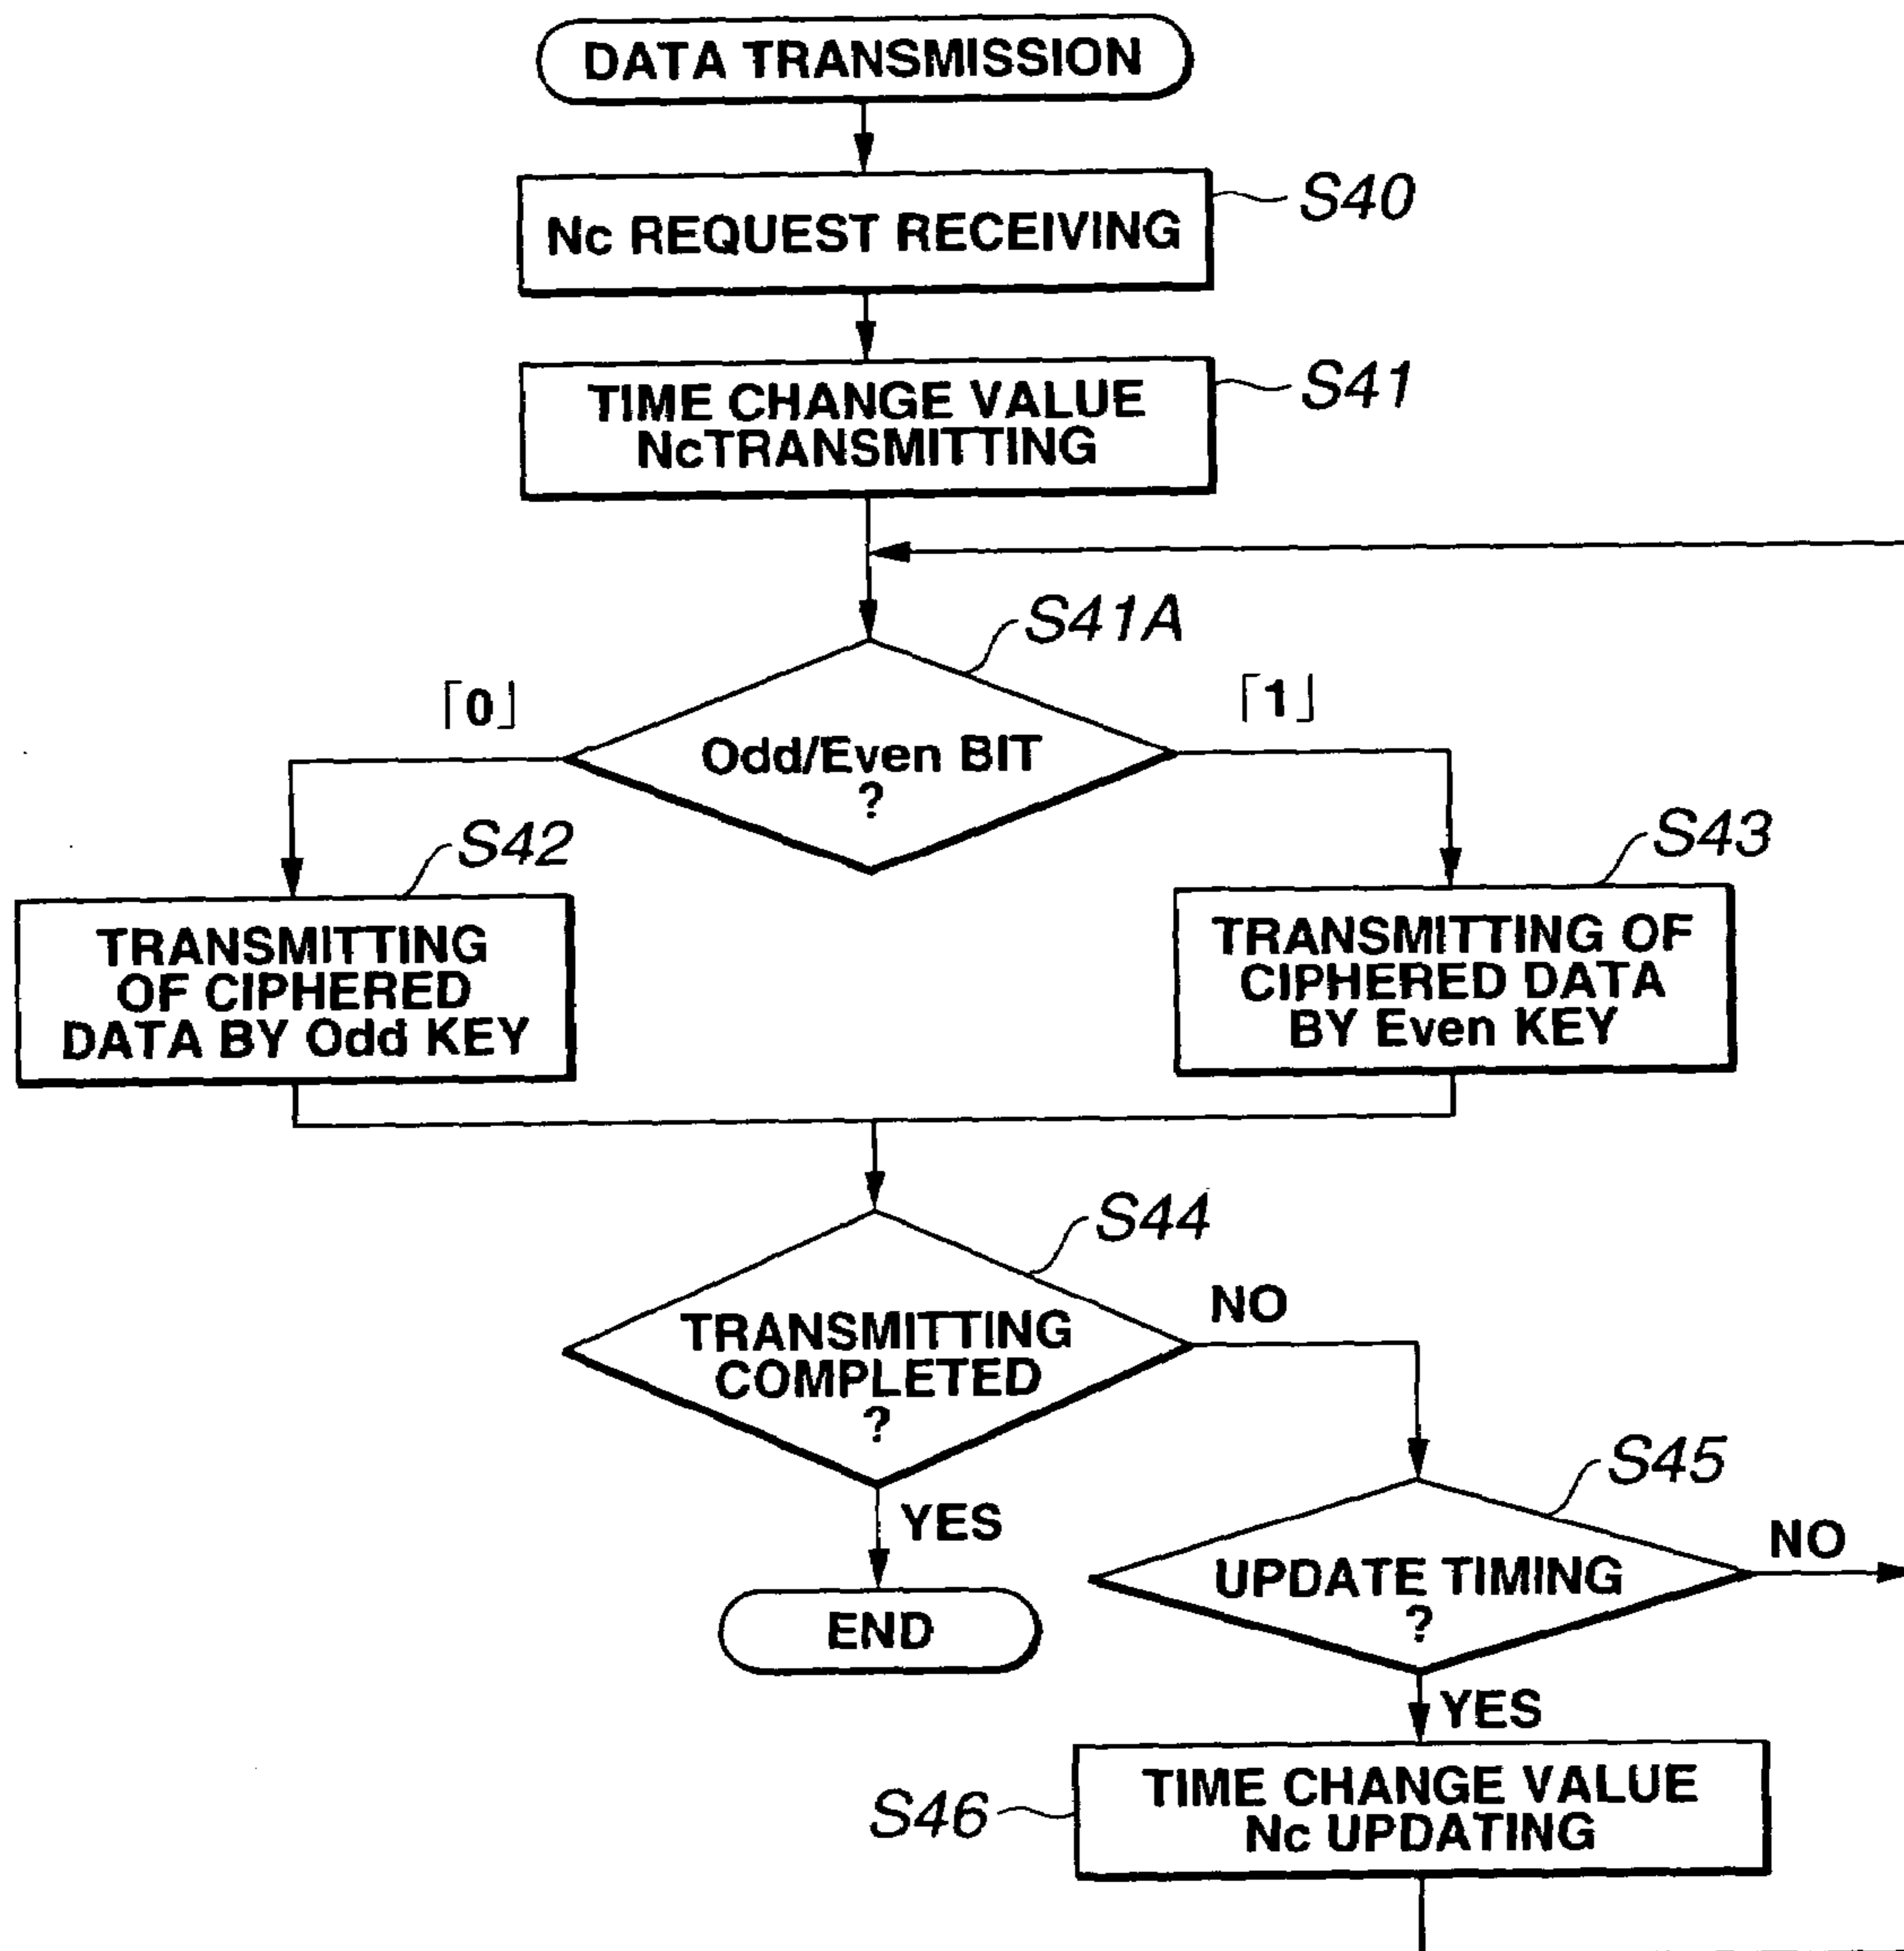 DATA TRANSMISSION
Nc REQUEST RECEIVING
S40
TIME CHANGE VALUE
NcTRANSMITTING
S41
S41A
「0」
「1」
Odd/Even BIT
?
S42
S43
TRANSMITTING
OF CIPHERED
DATA BY Odd KEY
TRANSMITTING OF
CIPHERED DATA
BY Even KEY
S44
TRANSMITTING
COMPLETED
?
NO
YES
END
S45
UPDATE TIMING
?
NO
YES
S46
TIME CHANGE VALUE
Nc UPDATING